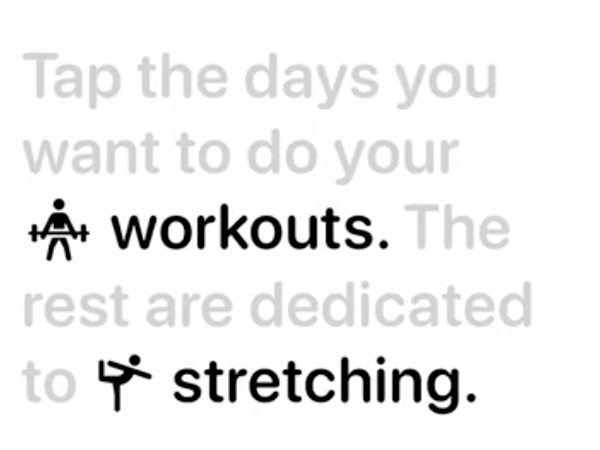 Tap the days you
want to do your
workouts. The
rest are dedicated
to stretching.